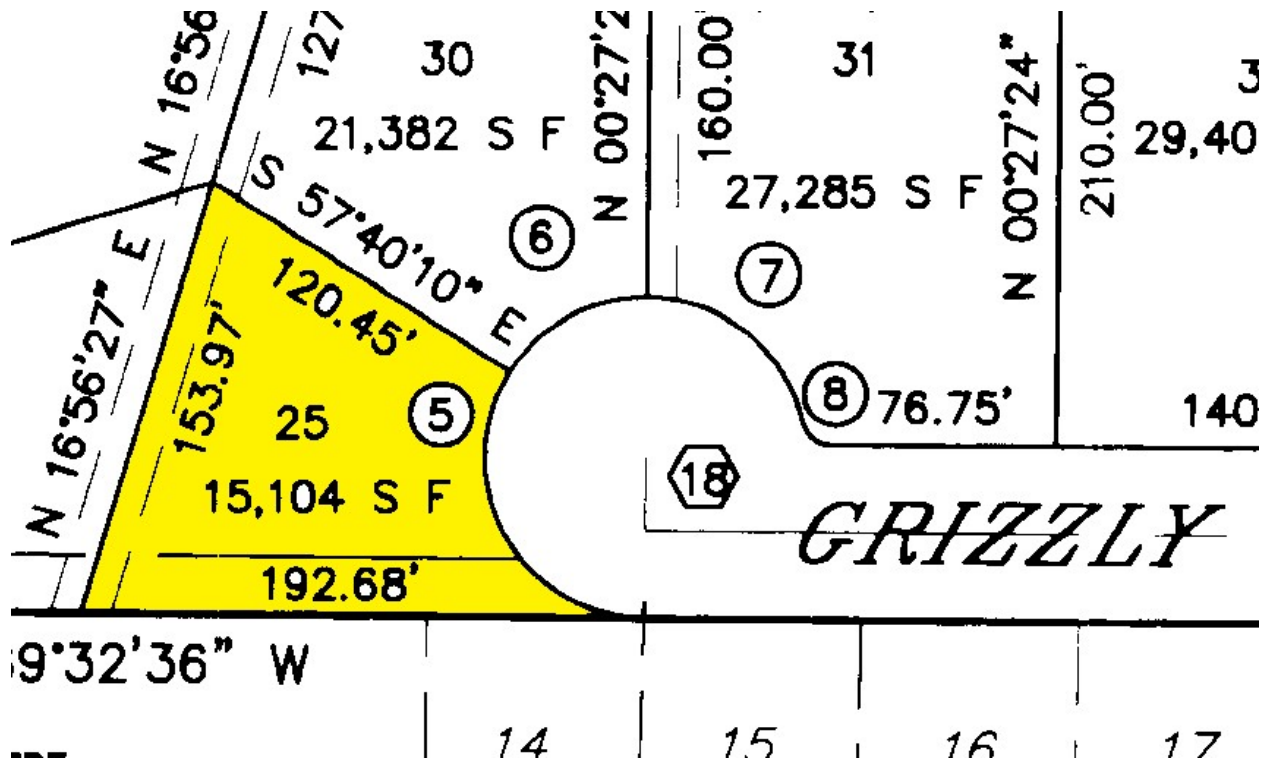 N 16°56
127
30
21,382 S F
N 00°27'2
160.00
31
27,285 S F
N 00°27'24"
210.00'
3
29,40
S 57°40'10" E
120.45'
6
7
N 16°56'27" E
153.97'
25
15,104 S F
5
8
76.75'
140
18
GRIZZLY
192.68'
9°32'36" W
14
15
16
17